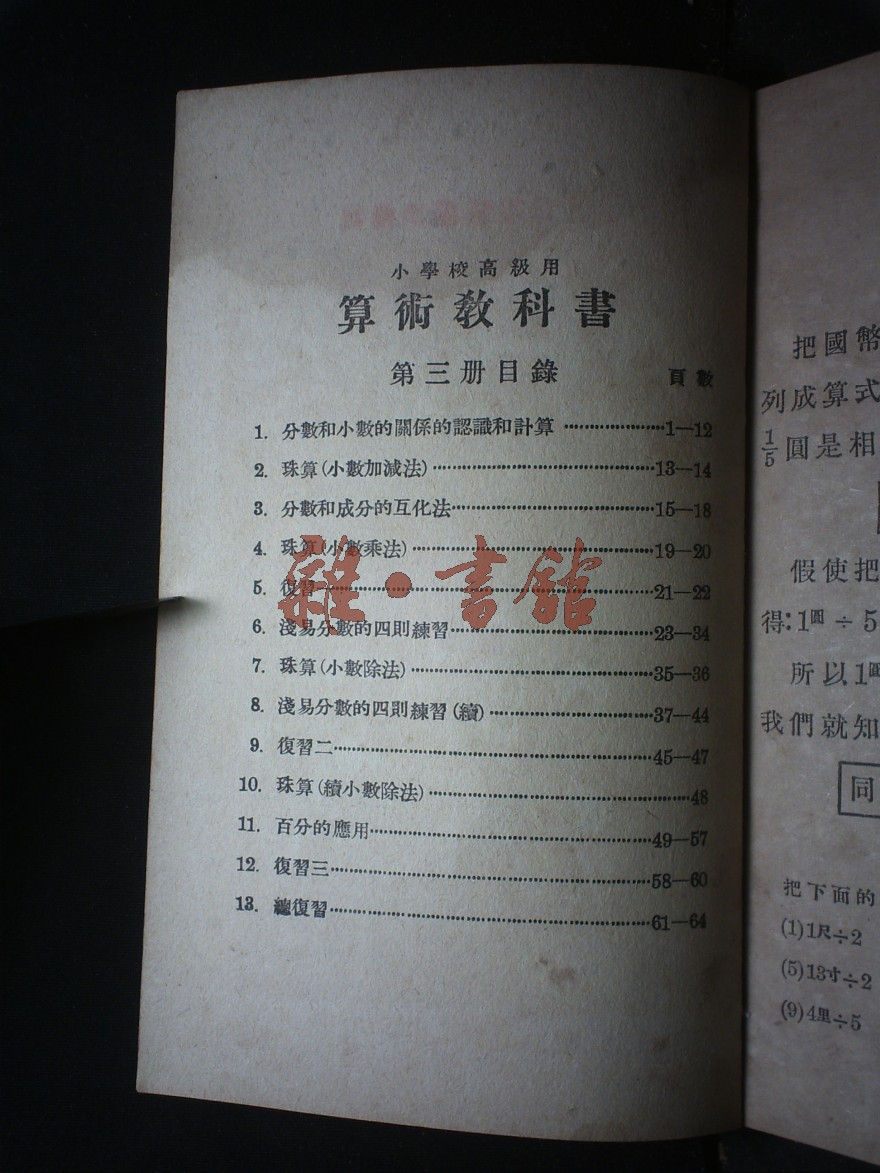 小學校高級用
算術教科書
第三册目錄
頁數
1. 分數和小數的關係的認識和計算……………1—12
2. 珠算(小數加減法)……………13—14
3. 分數和成分的互化法……………15—18
4. 珠算(小數乘法)……………19—20
5. 復習一……………21—22
6. 淺易分數的四則練習……………23—34
7. 珠算(小數除法)……………35—36
8. 淺易分數的四則練習(續)……………37—44
9. 復習二……………45—47
10. 珠算(續小數除法)……………48
11. 百分的應用……………49—57
12. 復習三……………58—60
13. 總復習……………61—64
雜·書館
把國幣
列成算式
1/5圓是相
假使把
得:1圓÷5
所以1圓
我們就知
同
把下面的
(1)1尺÷2
(5)13寸÷2
(9)4里÷5